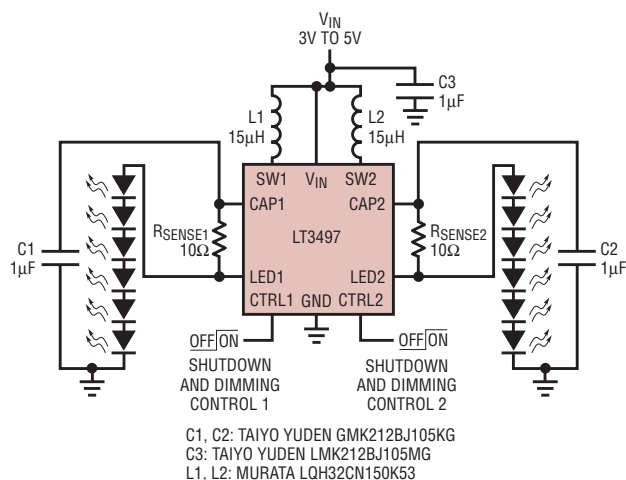 VIN
3V TO 5V
C3
1µF
L1
15µH
L2
15µH
SW1 VIN SW2
CAP1 CAP2
RSENSE1
10Ω
LT3497
RSENSE2
10Ω
C1
1µF
C2
1µF
LED1 LED2
CTRL1 GND CTRL2
OFF ON
OFF ON
SHUTDOWN
AND DIMMING
CONTROL 1
SHUTDOWN
AND DIMMING
CONTROL 2
C1, C2: TAIYO YUDEN GMK212BJ105KG
C3: TAIYO YUDEN LMK212BJ105MG
L1, L2: MURATA LQH32CN150K53